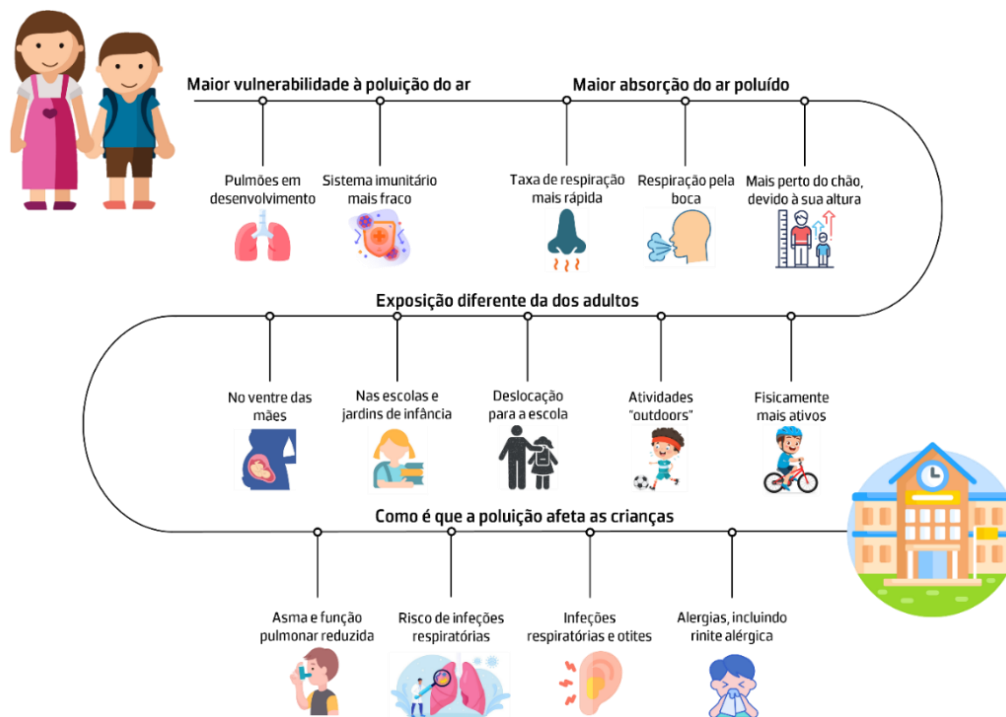 Maior vulnerabilidade à poluição do ar
Maior absorção do ar poluído
Pulmões em
desenvolvimento
Sistema imunitário
mais fraco
Taxa de respiração
mais rápida
Respiração pela
boca
Mais perto do chão,
devido à sua altura
Exposição diferente da dos adultos
No ventre das
mães
Nas escolas e
jardins de infância
Deslocação
para a escola
Atividades
"outdoors"
Fisicamente
mais ativos
Como é que a poluição afeta as crianças
Asma e função
pulmonar reduzida
Risco de infeções
respiratórias
Infeções
respiratórias e otites
Alergias, incluindo
rinite alérgica